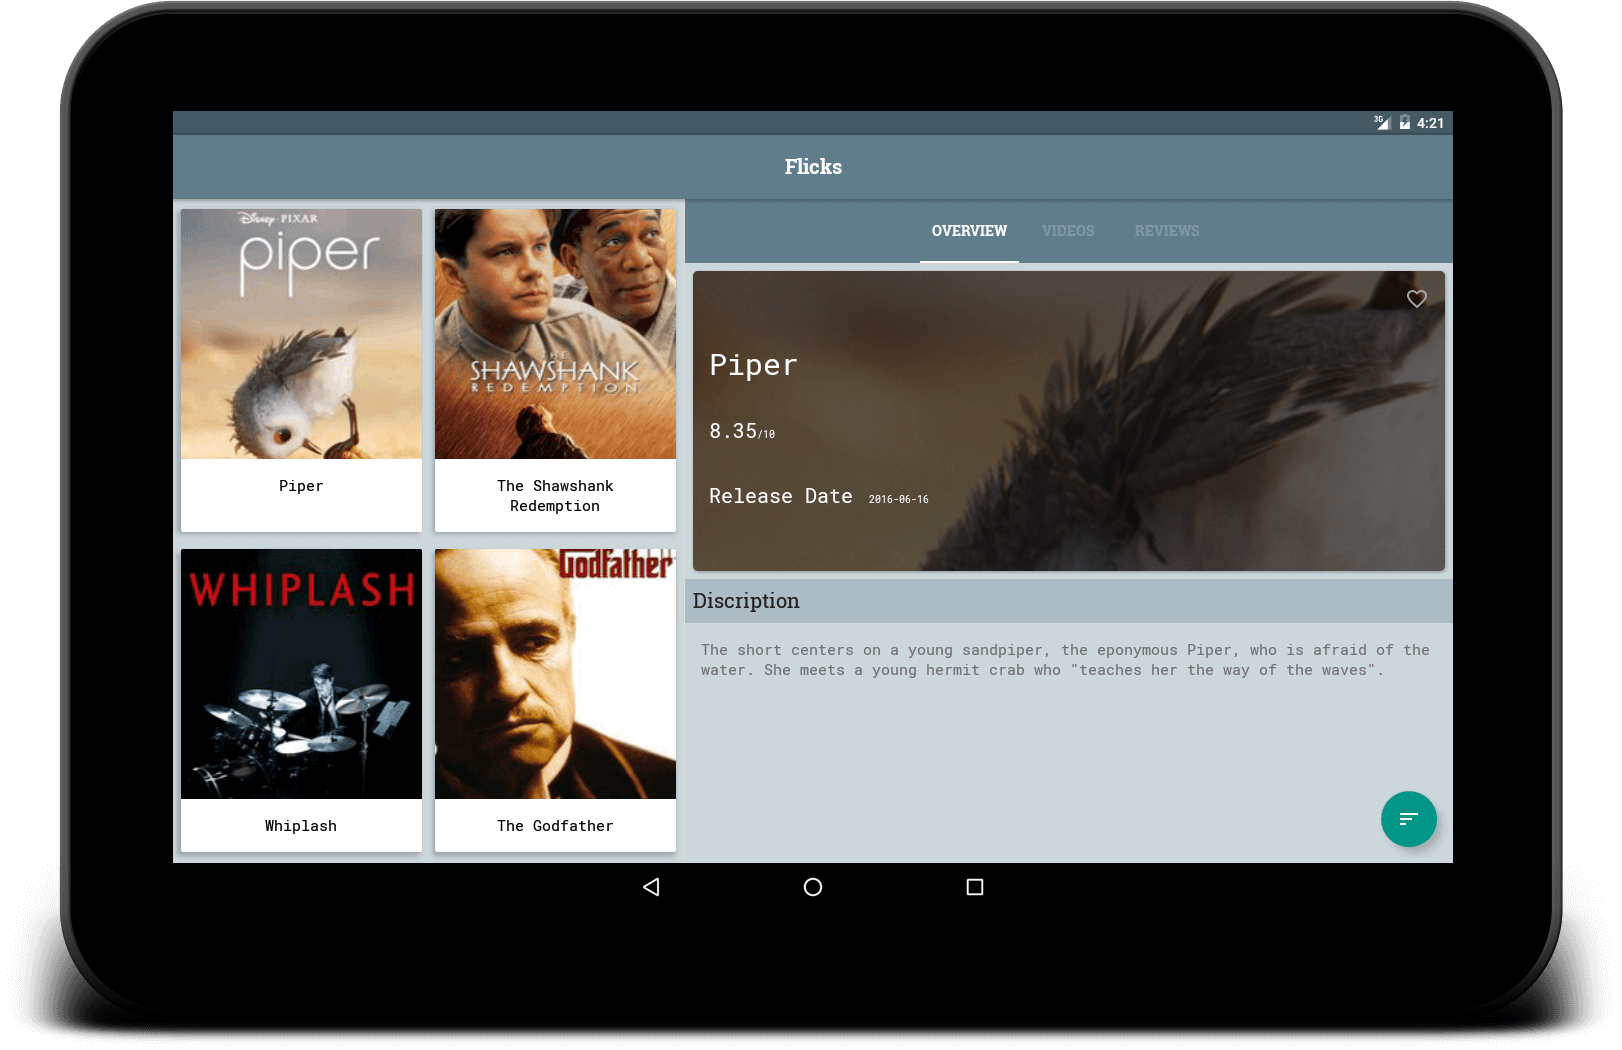 3G 4:21
Flicks
OVERVIEW VIDEOS REVIEWS
Disney · PIXAR
piper
Piper
THE
SHAWSHANK
REDEMPTION
The Shawshank
Redemption
WHIPLASH
Whiplash
Godfather
The Godfather
Piper
8.35/10
Release Date 2016-06-16
Discription
The short centers on a young sandpiper, the eponymous Piper, who is afraid of the
water. She meets a young hermit crab who "teaches her the way of the waves".